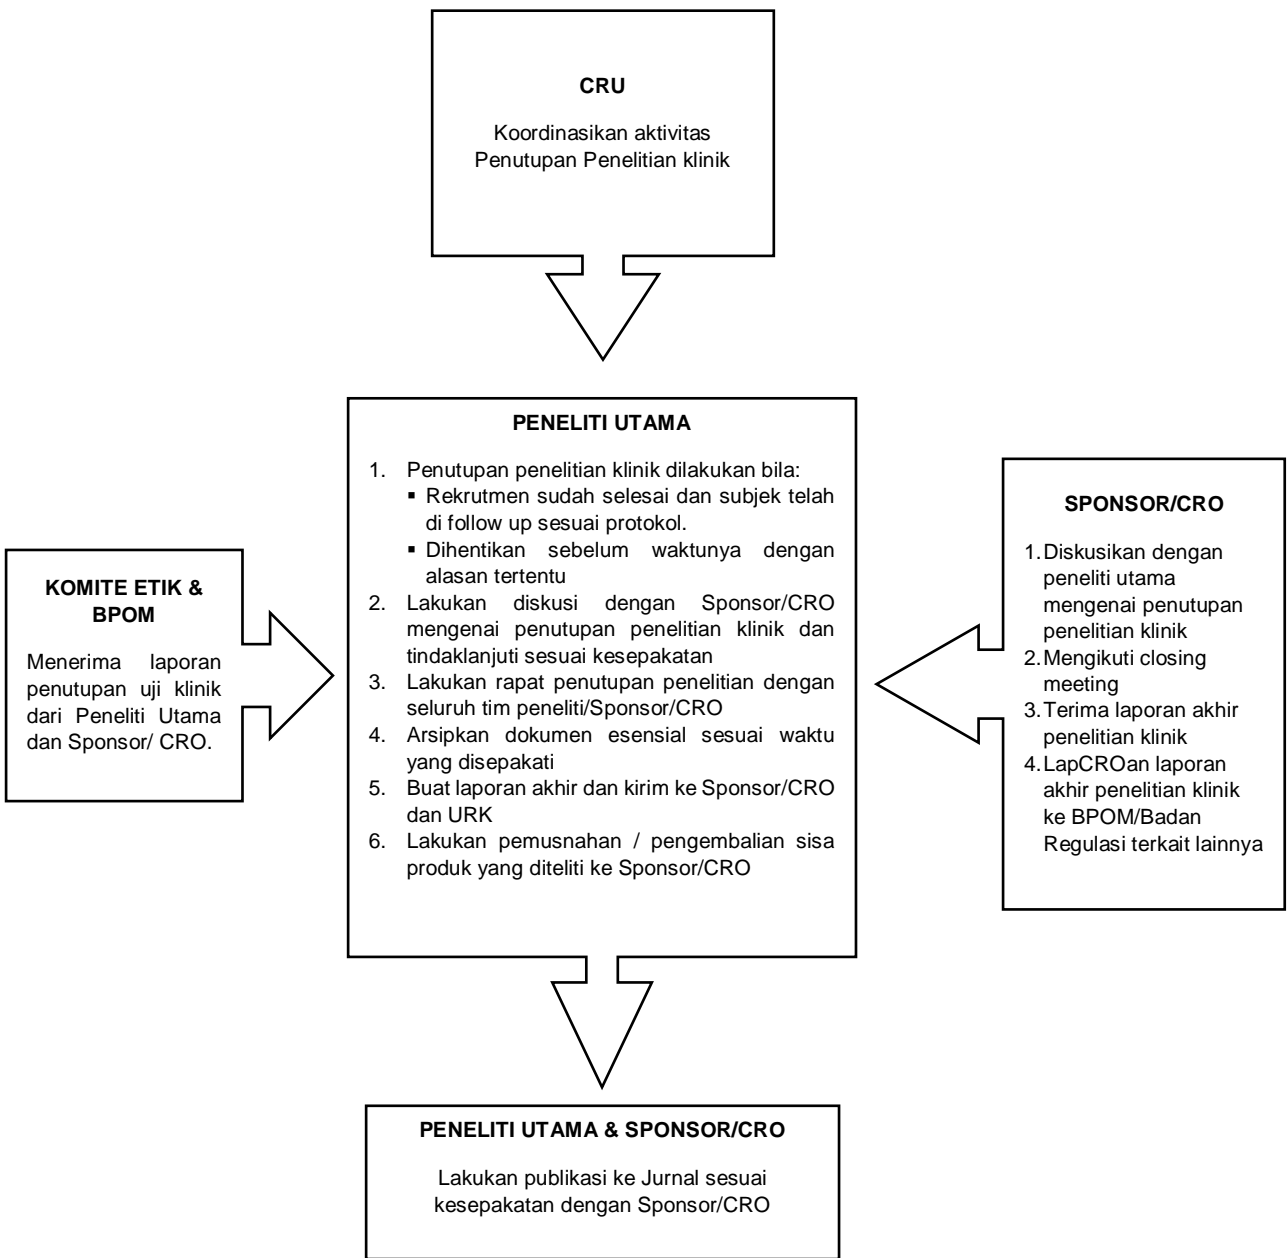 CRU
Koordinasikan aktivitas
Penutupan Penelitian klinik
PENELITI UTAMA
1. Penutupan penelitian klinik dilakukan bila:
▪ Rekrutmen sudah selesai dan subjek telah
di follow up sesuai protokol.
▪ Dihentikan sebelum waktunya dengan
alasan tertentu
2. Lakukan diskusi dengan Sponsor/CRO
mengenai penutupan penelitian klinik dan
tindaklanjuti sesuai kesepakatan
3. Lakukan rapat penutupan penelitian dengan
seluruh tim peneliti/Sponsor/CRO
4. Arsipkan dokumen esensial sesuai waktu
yang disepakati
5. Buat laporan akhir dan kirim ke Sponsor/CRO
dan URK
6. Lakukan pemusnahan / pengembalian sisa
produk yang diteliti ke Sponsor/CRO
KOMITE ETIK &
BPOM
Menerima laporan
penutupan uji klinik
dari Peneliti Utama
dan Sponsor/ CRO.
SPONSOR/CRO
1. Diskusikan dengan
peneliti utama
mengenai penutupan
penelitian klinik
2. Mengikuti closing
meeting
3. Terima laporan akhir
penelitian klinik
4. LapCROan laporan
akhir penelitian klinik
ke BPOM/Badan
Regulasi terkait lainnya
PENELITI UTAMA & SPONSOR/CRO
Lakukan publikasi ke Jurnal sesuai
kesepakatan dengan Sponsor/CRO